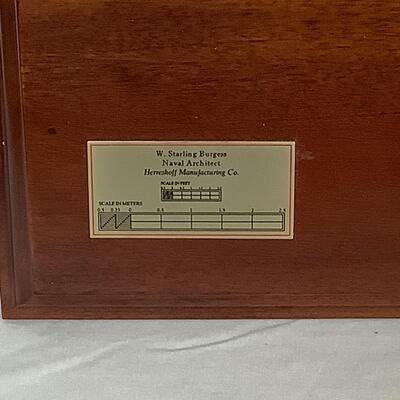 W. Starling Burgess
Naval Architect
Herreshoff Manufacturing Co.
SCALE IN FEET
SCALE IN METERS
0.5 0.25 0 0.5 1 1.5 2 2.5